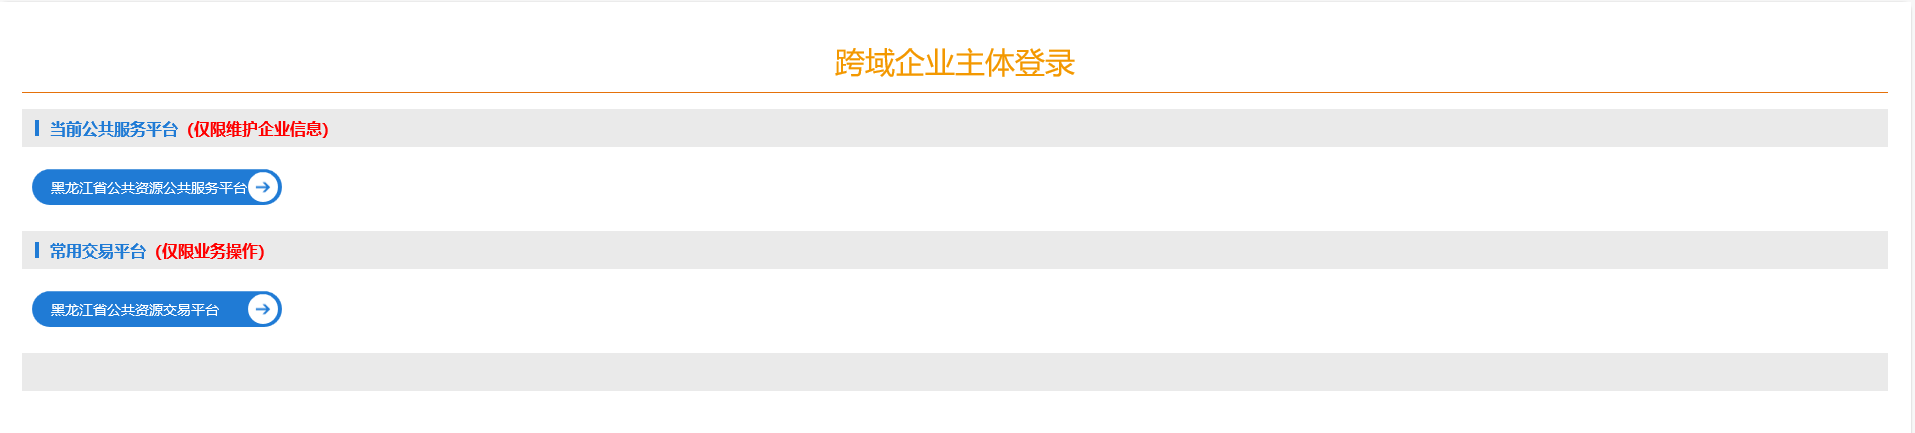 跨域企业主体登录
当前公共服务平台 (仅限维护企业信息)
黑龙江省公共资源公共服务平台
常用交易平台 (仅限业务操作)
黑龙江省公共资源交易平台